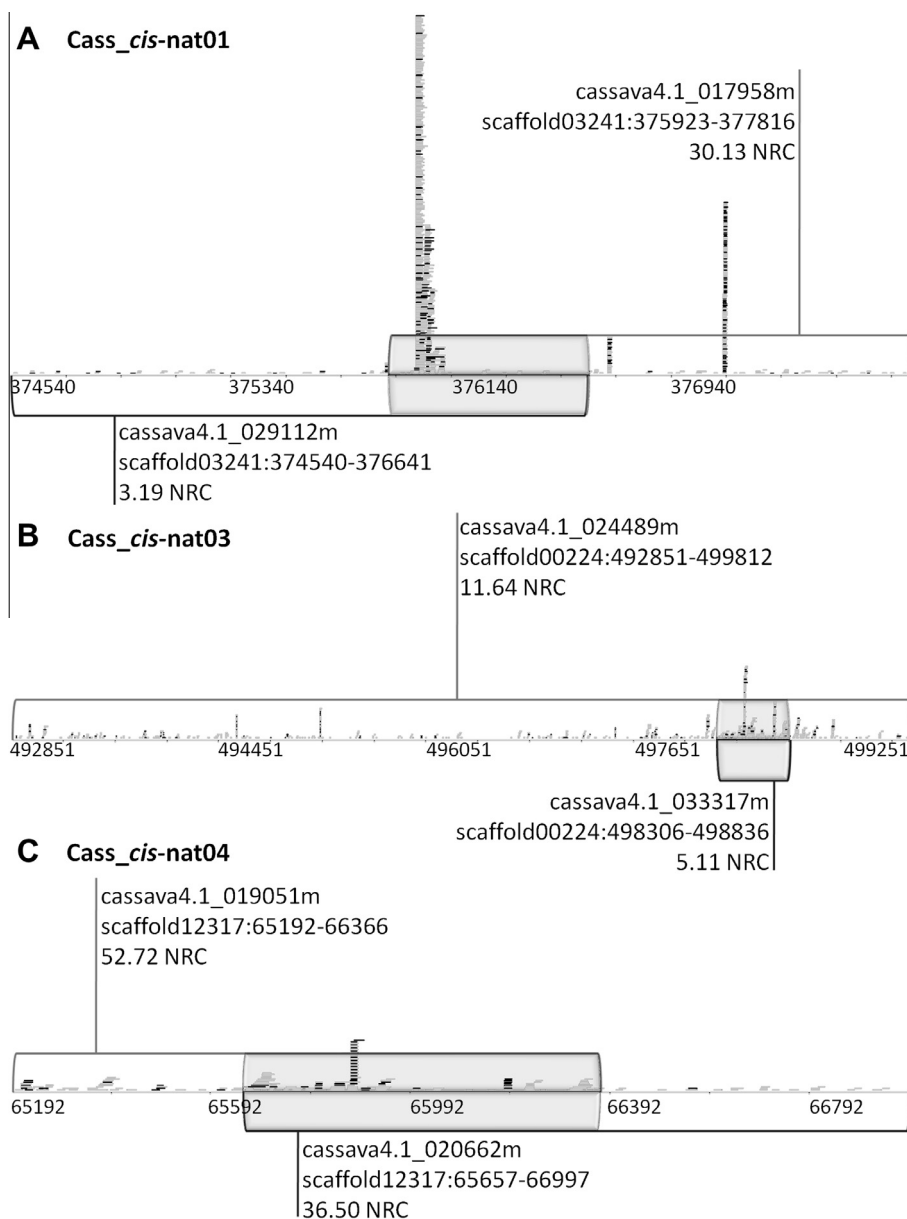 A Cass_cis-nat01
cassava4.1_017958m
scaffold03241:375923-377816
30.13 NRC
374540 375340 376140 376940
cassava4.1_029112m
scaffold03241:374540-376641
3.19 NRC
B Cass_cis-nat03
cassava4.1_024489m
scaffold00224:492851-499812
11.64 NRC
492851 494451 496051 497651 499251
cassava4.1_033317m
scaffold00224:498306-498836
5.11 NRC
C Cass_cis-nat04
cassava4.1_019051m
scaffold12317:65192-66366
52.72 NRC
65192 65592 65992 66392 66792
cassava4.1_020662m
scaffold12317:65657-66997
36.50 NRC